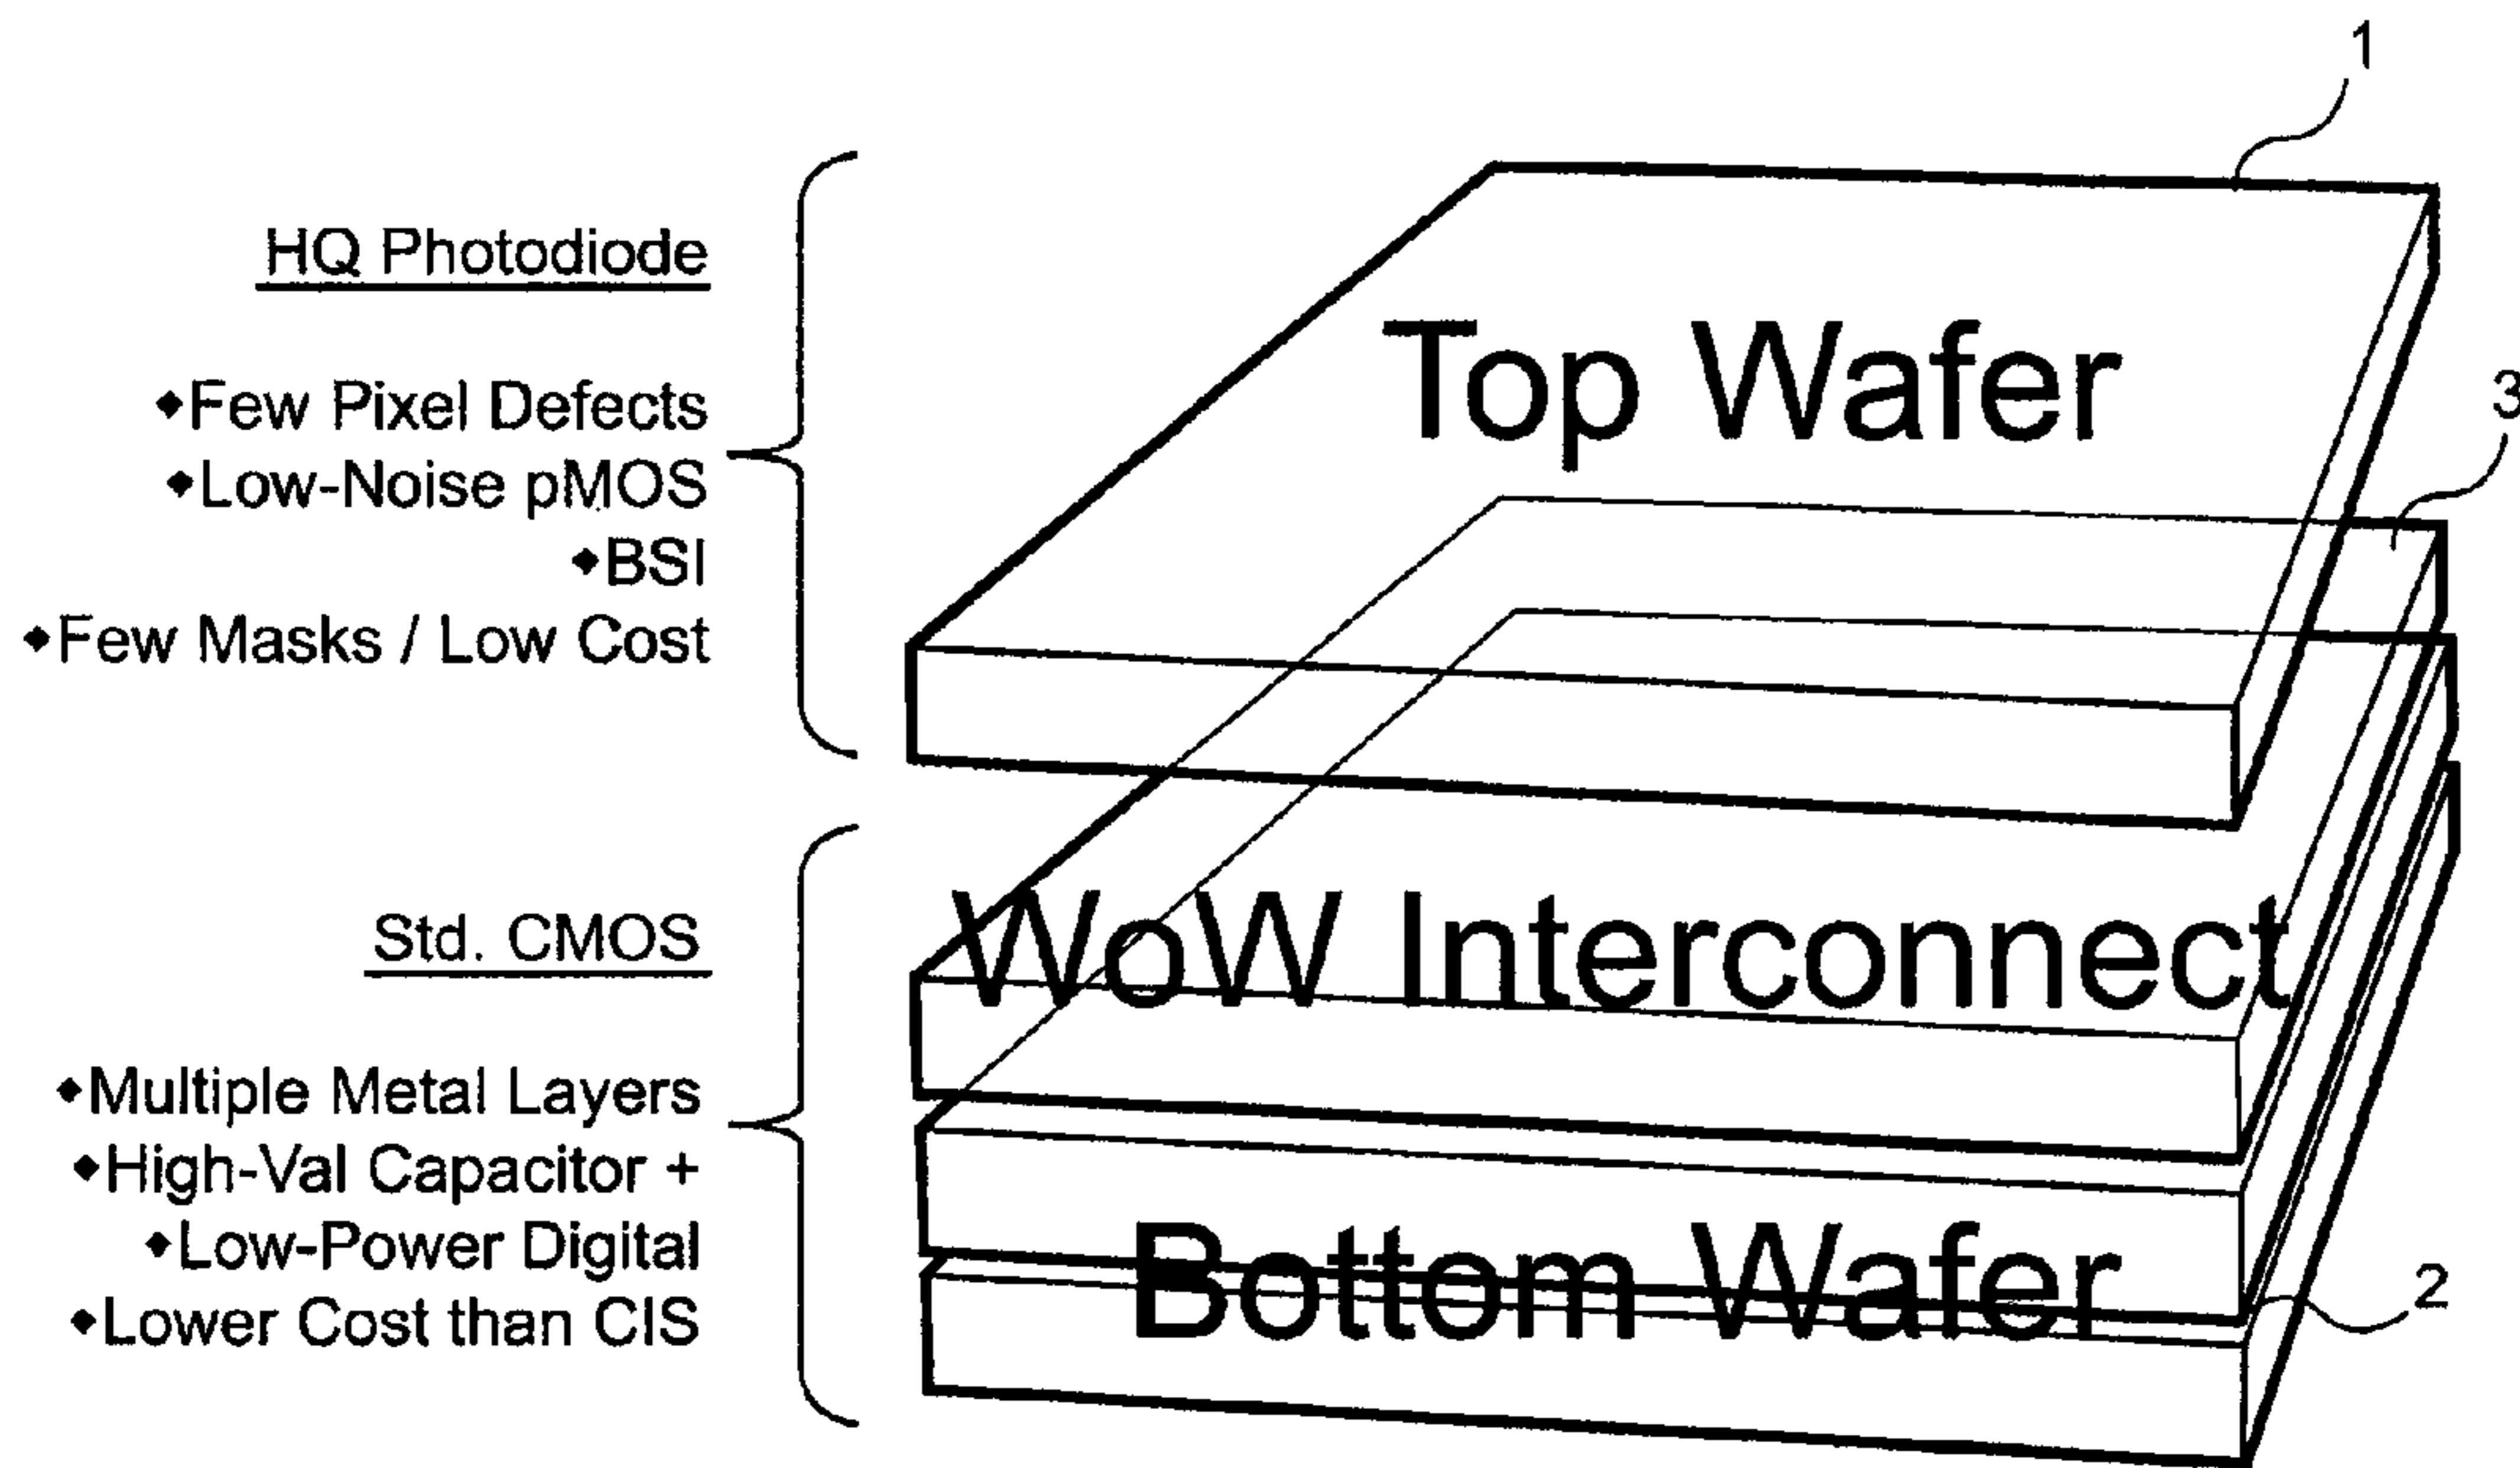 1
HQ Photodiode
◆Few Pixel Defects
◆Low-Noise pMOS
◆BSI
◆Few Masks / Low Cost
Top Wafer
3
Std. CMOS
◆Multiple Metal Layers
◆High-Val Capacitor +
◆Low-Power Digital
◆Lower Cost than CIS
WoW Interconnect
Bottom Wafer
2